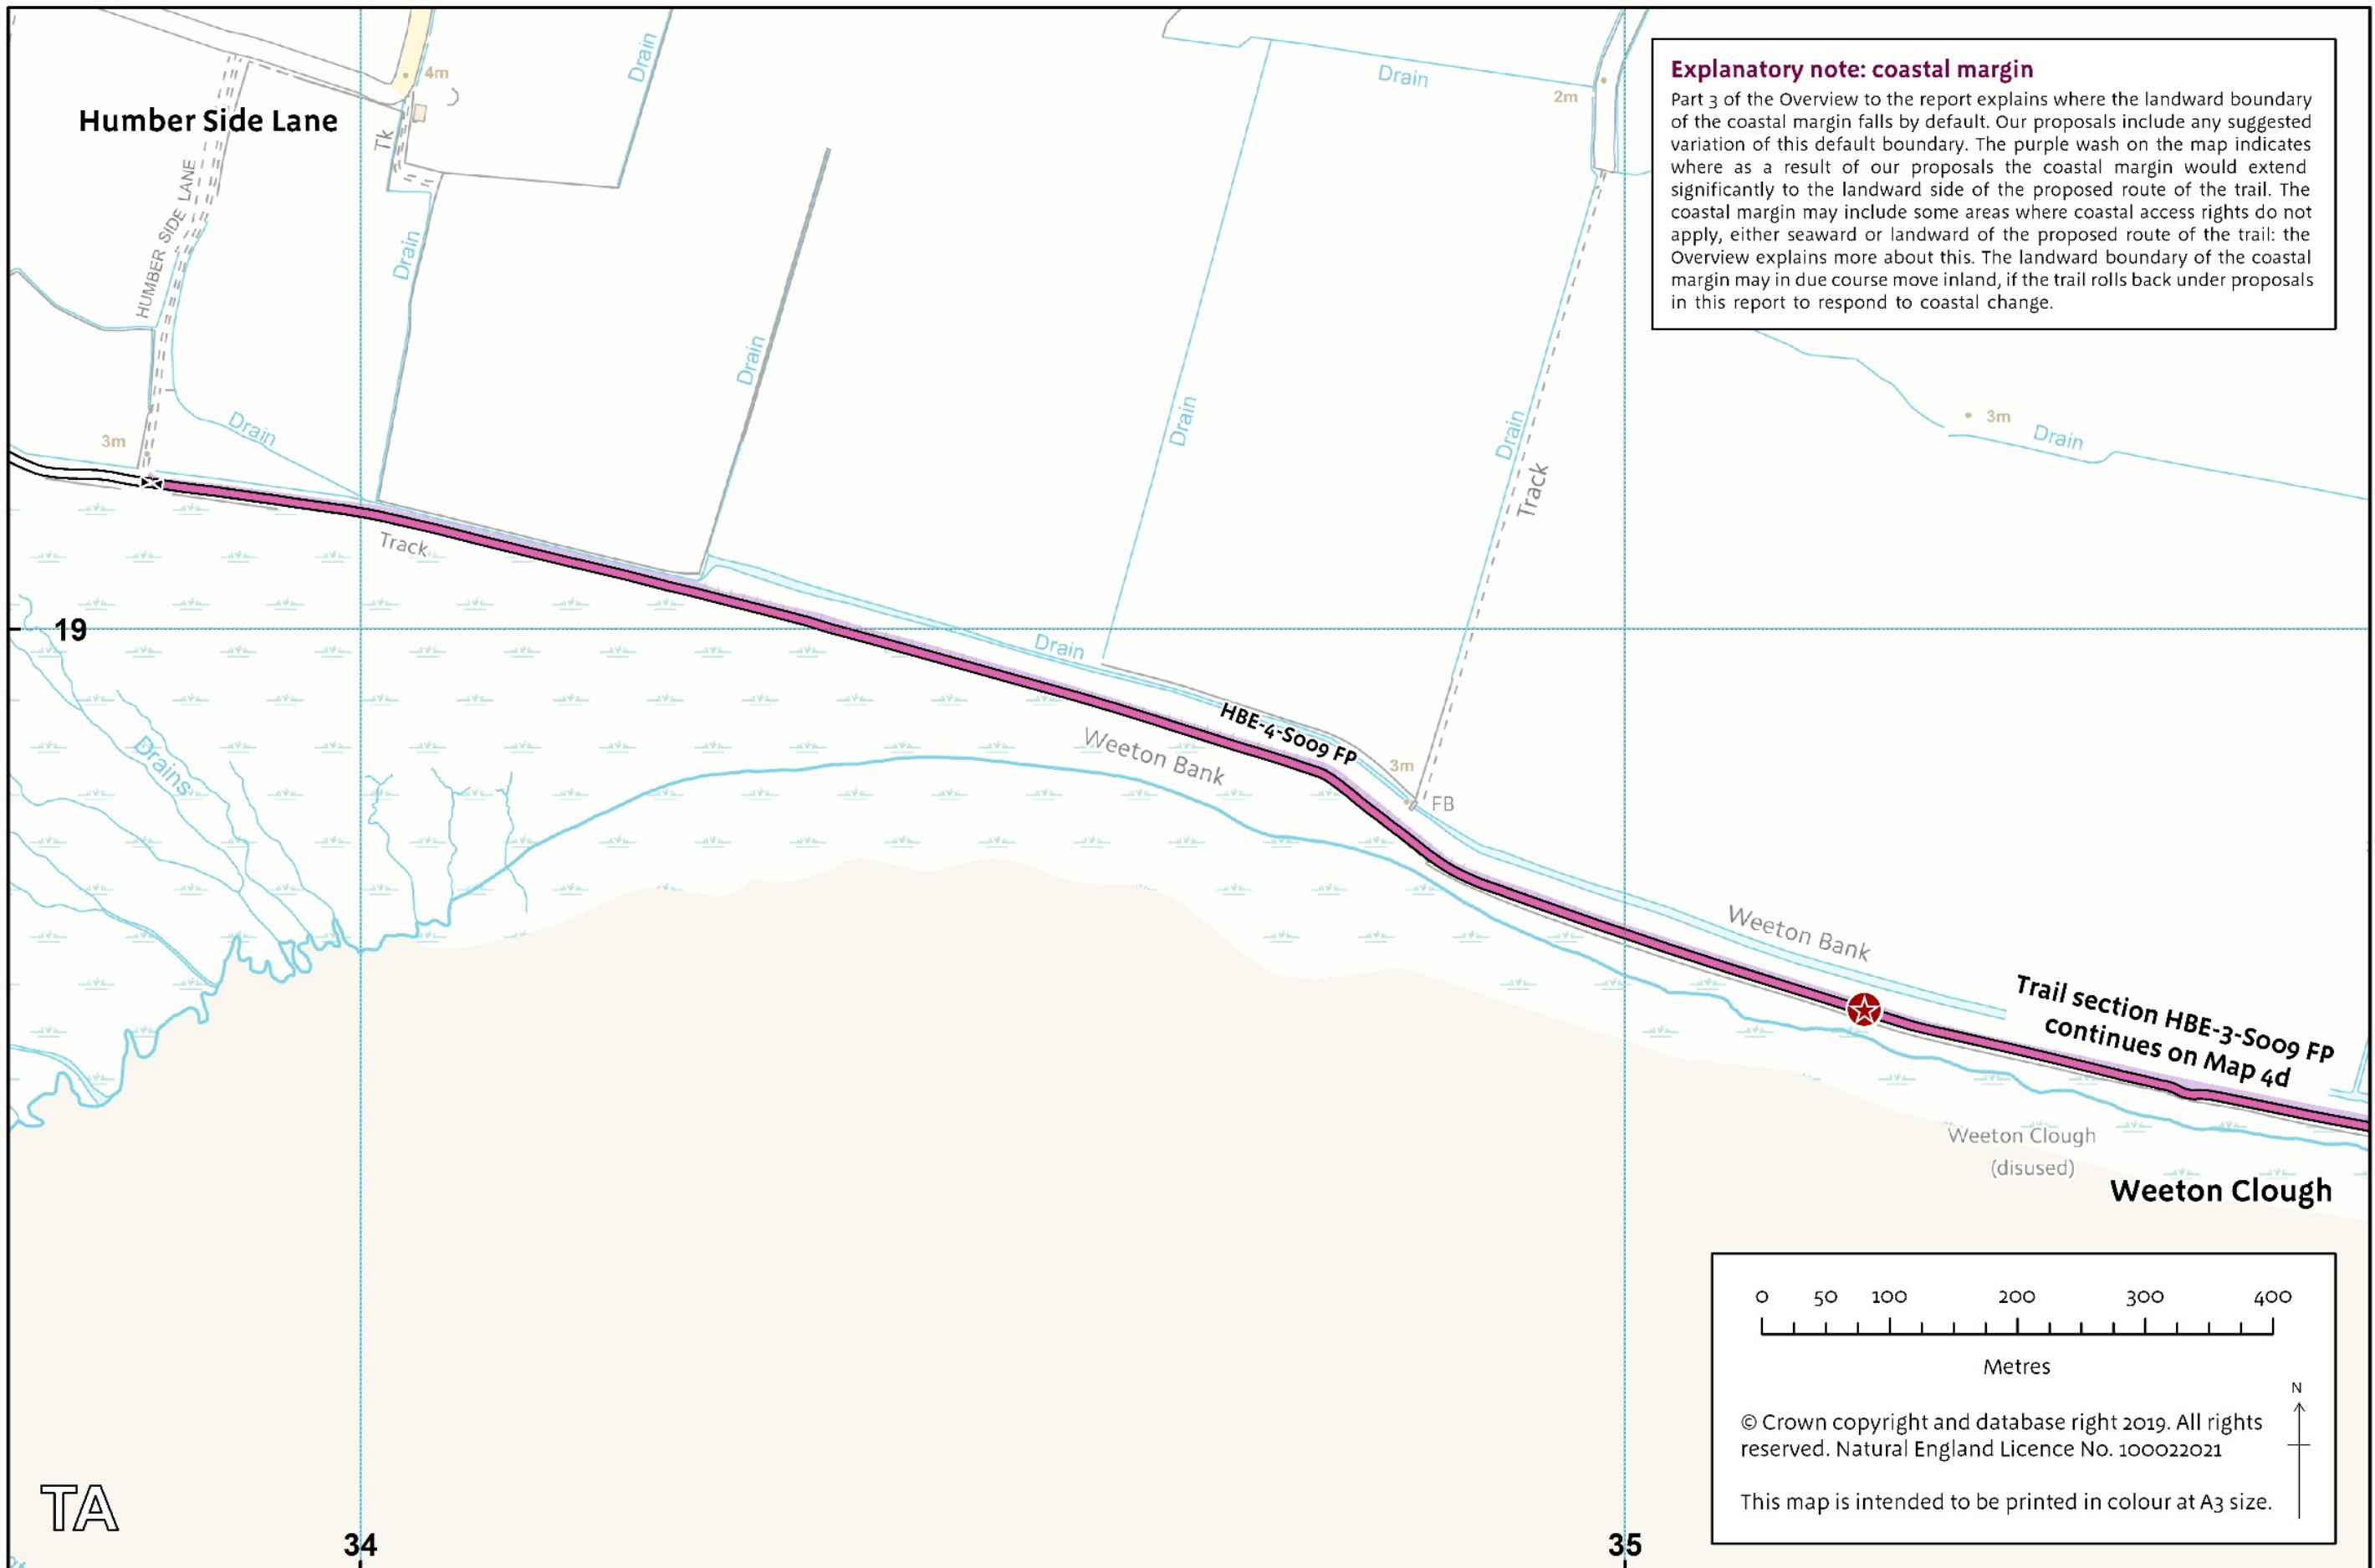 Drain
4m
Drain
2m
Explanatory note: coastal margin
Part 3 of the Overview to the report explains where the landward boundary
of the coastal margin falls by default. Our proposals include any suggested
variation of this default boundary. The purple wash on the map indicates
where as a result of our proposals the coastal margin would extend
significantly to the landward side of the proposed route of the trail. The
coastal margin may include some areas where coastal access rights do not
apply, either seaward or landward of the proposed route of the trail: the
Overview explains more about this. The landward boundary of the coastal
margin may in due course move inland, if the trail rolls back under proposals
in this report to respond to coastal change.
Humber Side Lane
Tk
HUMBER SIDE LANE
Drain
Drain
Drain
Drain
Drain
3m
Drain
3m
Track
Track
19
Drain
HBE-4-S009 FP
Weeton Bank
Drains
3m
FB
Weeton Bank
Trail section HBE-3-S009 FP
continues on Map 4d
Weeton Clough
(disused)
Weeton Clough
0 50 100 200 300 400
Metres
N
© Crown copyright and database right 2019. All rights
reserved. Natural England Licence No. 100022021
This map is intended to be printed in colour at A3 size.
TA
34
35